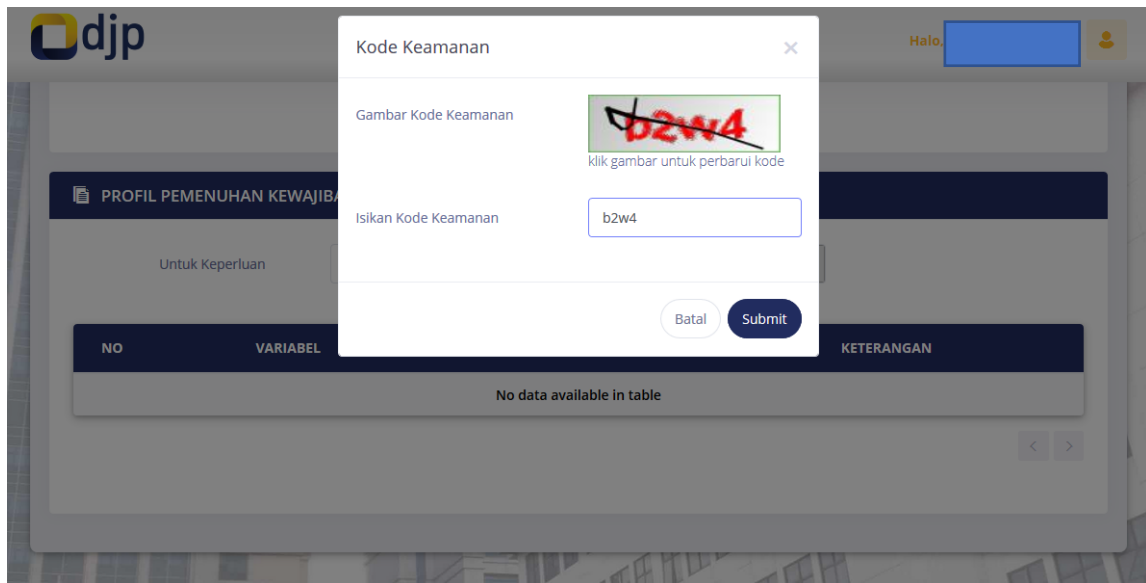 djp
Kode Keamanan
×
Halo,
Gambar Kode Keamanan
b2w4
klik gambar untuk perbarui kode
PROFIL PEMENUHAN KEWAJIBA
Isikan Kode Keamanan
b2w4
Untuk Keperluan
Batal
Submit
NO
VARIABEL
KETERANGAN
No data available in table
< >